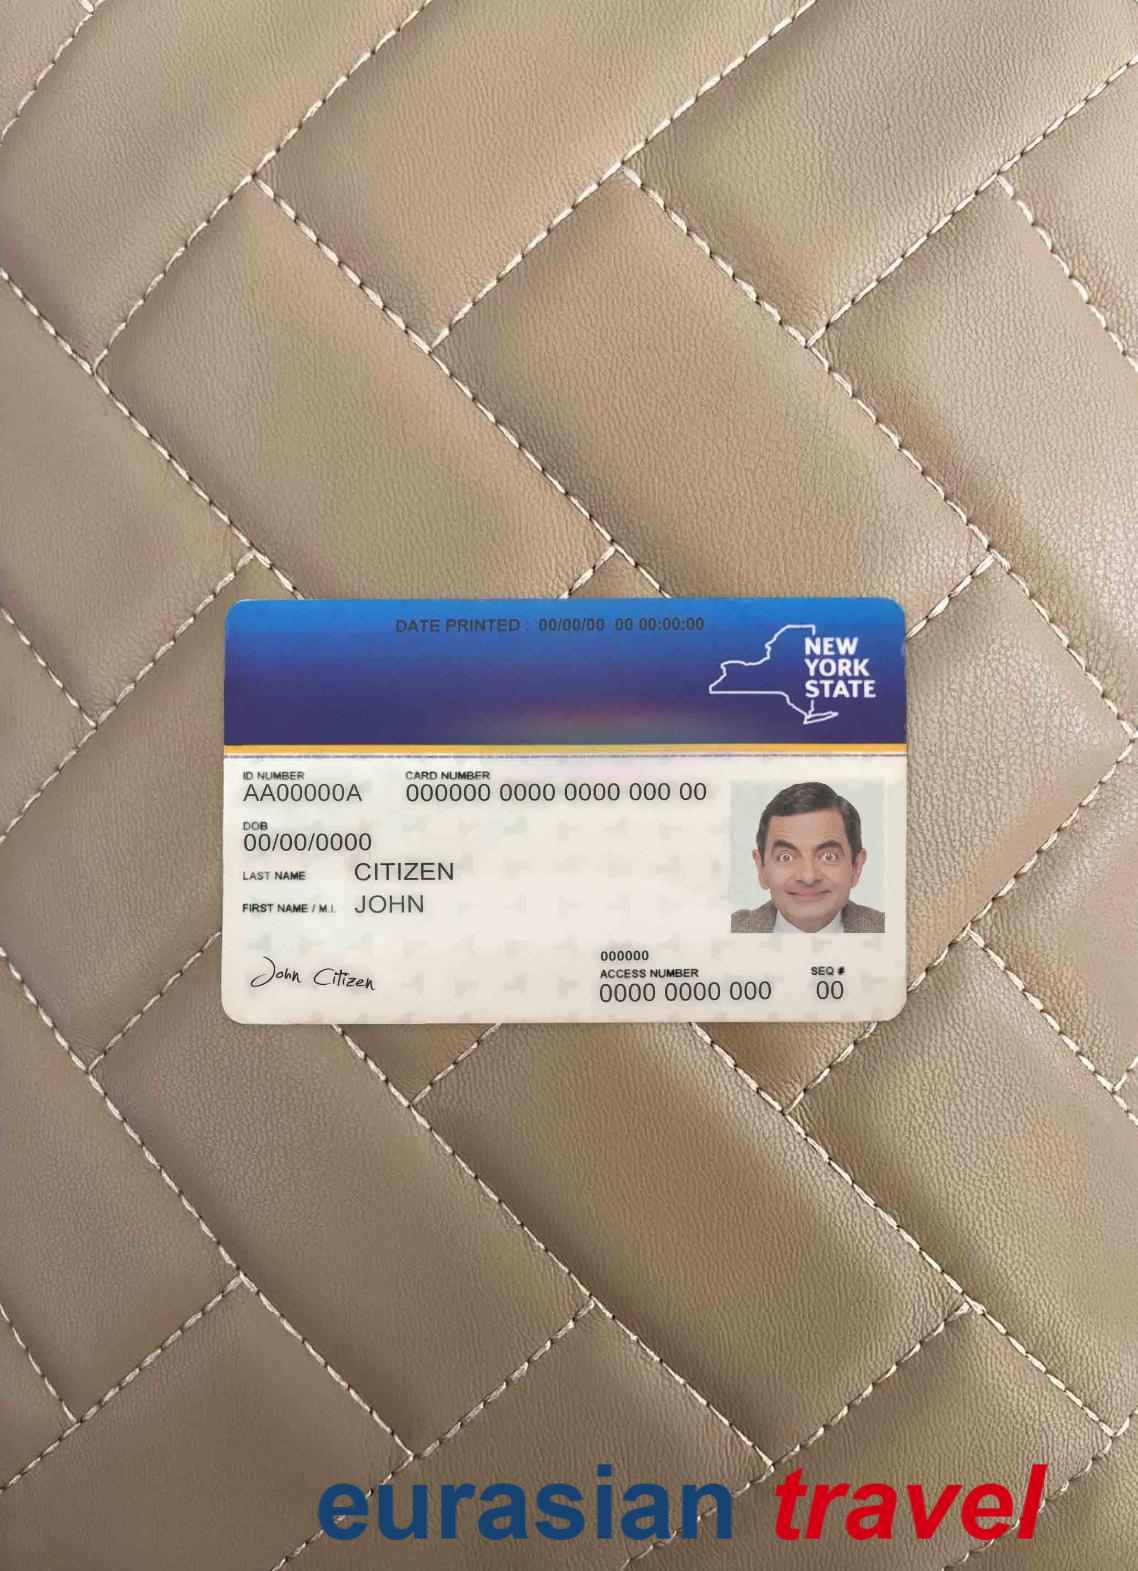 DATE PRINTED : 00/00/00 00 00:00:00
NEW
YORK
STATE
ID NUMBER CARD NUMBER
AA00000A 000000 0000 0000 000 00
DOB
00/00/0000
LAST NAME CITIZEN
FIRST NAME / M.I. JOHN
John Citizen
000000
ACCESS NUMBER SEQ #
0000 0000 000 00
eurasian travel